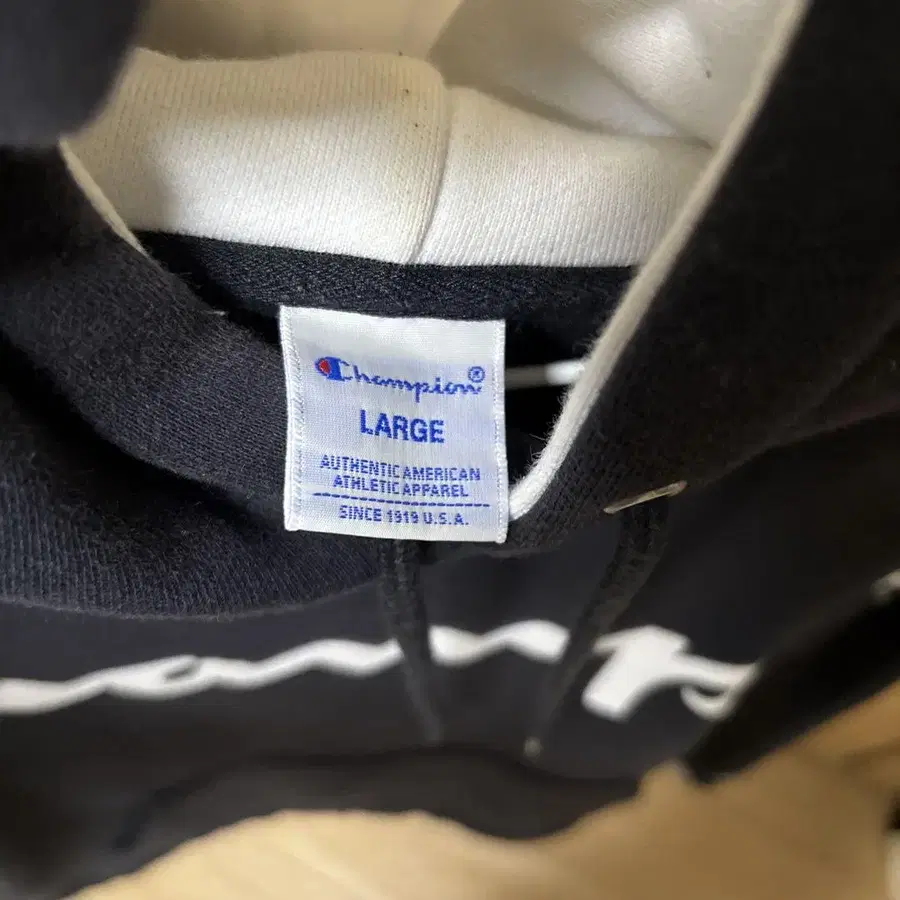 Champion®
LARGE
AUTHENTIC AMERICAN
ATHLETIC APPAREL
SINCE 1919 U.S.A.